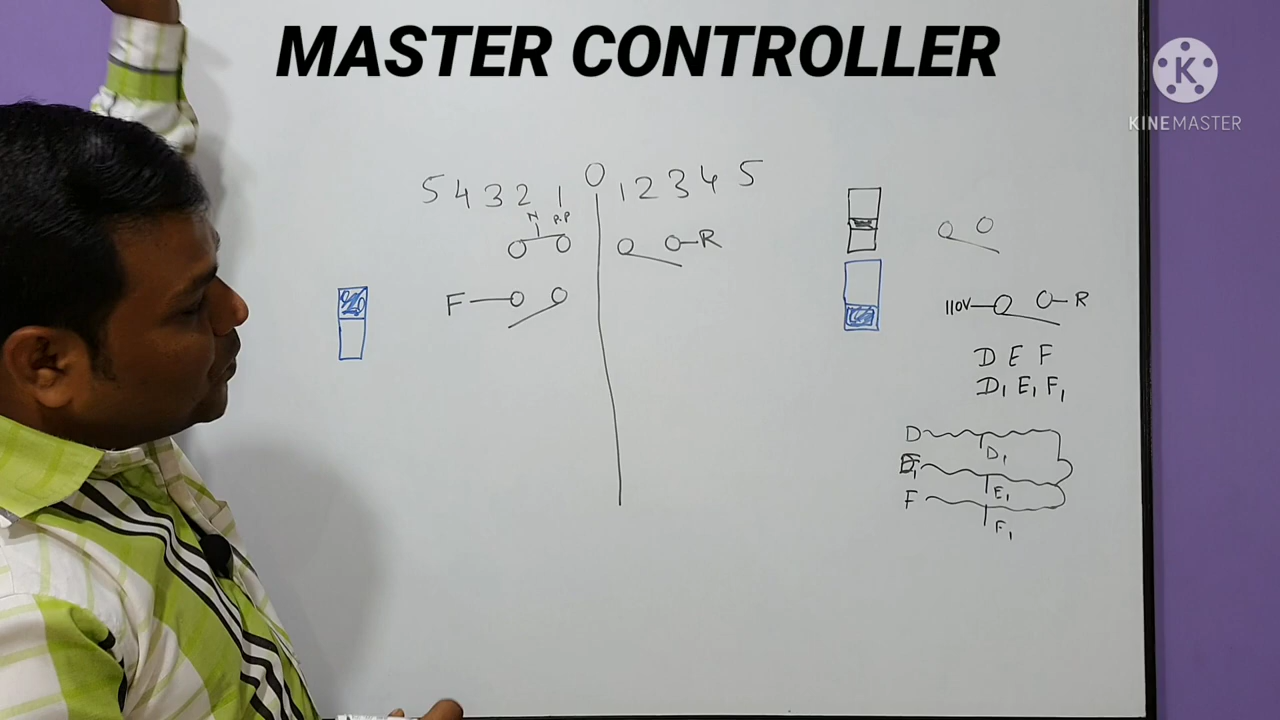 MASTER CONTROLLER
K
KINEMASTER
5 4 3 2 1 0 1 2 3 4 5
N P.P
R
F
110V R
D E F
D1 E1 F1
D
D1
E1
F
F1